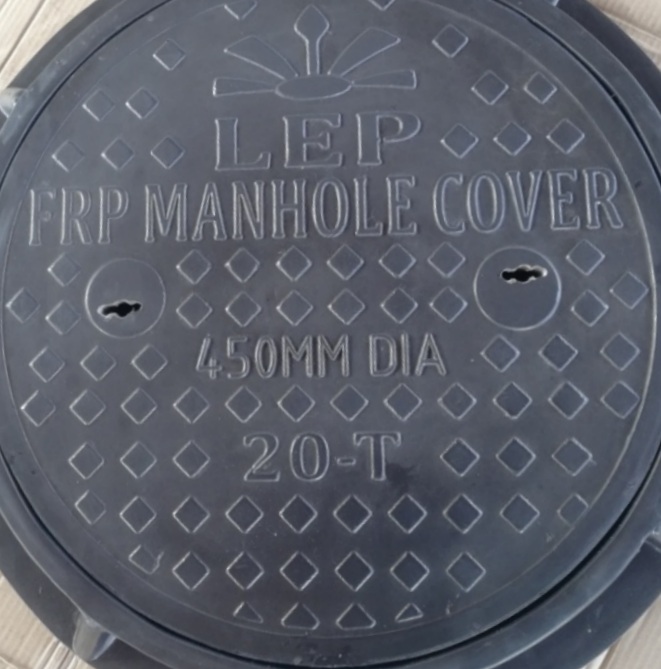 LEP
FRP MANHOLE COVER
450MM DIA
20-T